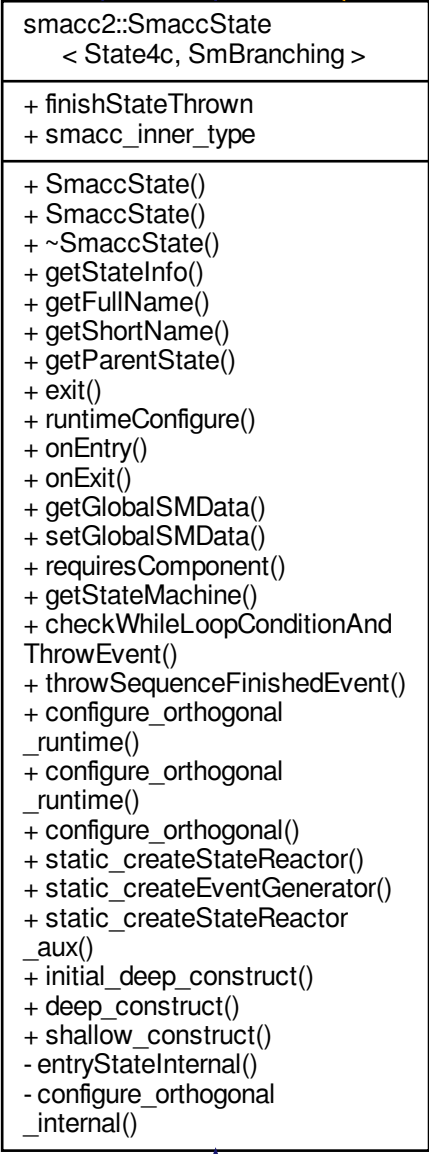 smacc2::SmaccState
< State4c, SmBranching >
+ finishStateThrown
+ smacc_inner_type
+ SmaccState()
+ SmaccState()
+ ~SmaccState()
+ getStateInfo()
+ getFullName()
+ getShortName()
+ getParentState()
+ exit()
+ runtimeConfigure()
+ onEntry()
+ onExit()
+ getGlobalSMData()
+ setGlobalSMData()
+ requiresComponent()
+ getStateMachine()
+ checkWhileLoopConditionAnd
ThrowEvent()
+ throwSequenceFinishedEvent()
+ configure_orthogonal
_runtime()
+ configure_orthogonal
_runtime()
+ configure_orthogonal()
+ static_createStateReactor()
+ static_createEventGenerator()
+ static_createStateReactor
_aux()
+ initial_deep_construct()
+ deep_construct()
+ shallow_construct()
- entryStateInternal()
- configure_orthogonal
_internal()